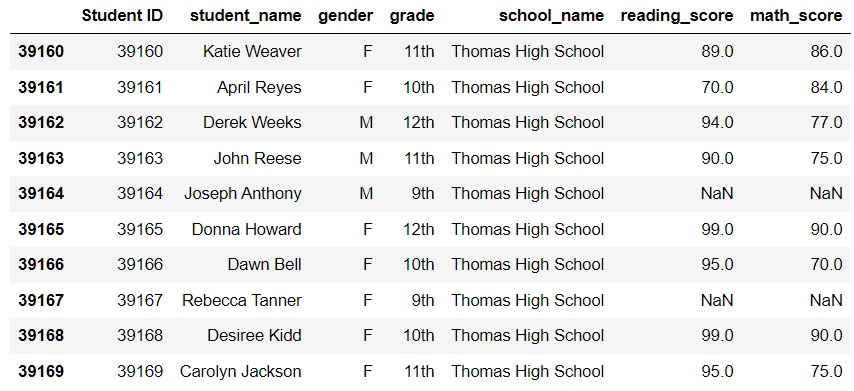 Student ID student_name gender grade school_name reading_score math_score
39160 39160 Katie Weaver F 11th Thomas High School 89.0 86.0
39161 39161 April Reyes F 10th Thomas High School 70.0 84.0
39162 39162 Derek Weeks M 12th Thomas High School 94.0 77.0
39163 39163 John Reese M 11th Thomas High School 90.0 75.0
39164 39164 Joseph Anthony M 9th Thomas High School NaN NaN
39165 39165 Donna Howard F 12th Thomas High School 99.0 90.0
39166 39166 Dawn Bell F 10th Thomas High School 95.0 70.0
39167 39167 Rebecca Tanner F 9th Thomas High School NaN NaN
39168 39168 Desiree Kidd F 10th Thomas High School 99.0 90.0
39169 39169 Carolyn Jackson F 11th Thomas High School 95.0 75.0